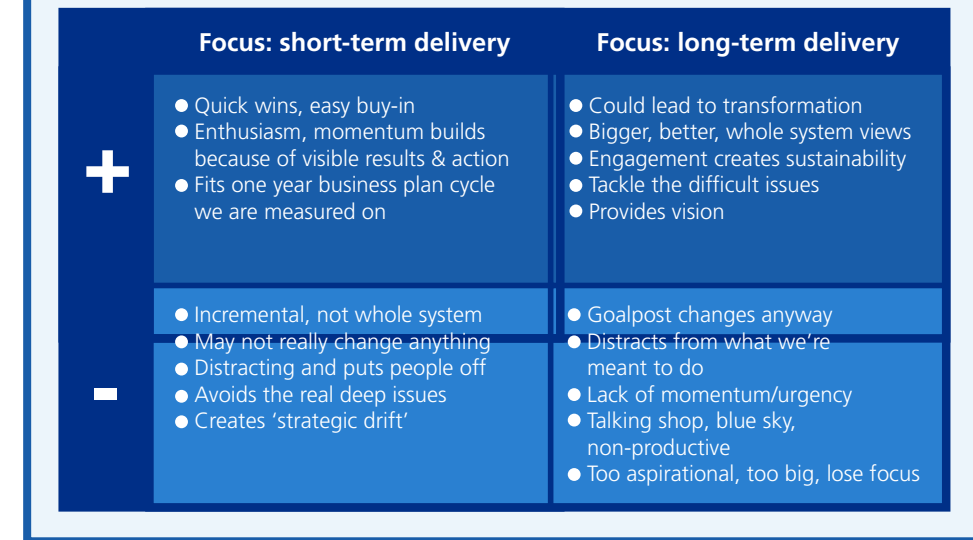 Focus: short-term delivery
Focus: long-term delivery
+
● Quick wins, easy buy-in
● Enthusiasm, momentum builds
because of visible results & action
● Fits one year business plan cycle
we are measured on
● Could lead to transformation
● Bigger, better, whole system views
● Engagement creates sustainability
● Tackle the difficult issues
● Provides vision
-
● Incremental, not whole system
● May not really change anything
● Distracting and puts people off
● Avoids the real deep issues
● Creates ‘strategic drift’
● Goalpost changes anyway
● Distracts from what we’re
meant to do
● Lack of momentum/urgency
● Talking shop, blue sky,
non-productive
● Too aspirational, too big, lose focus